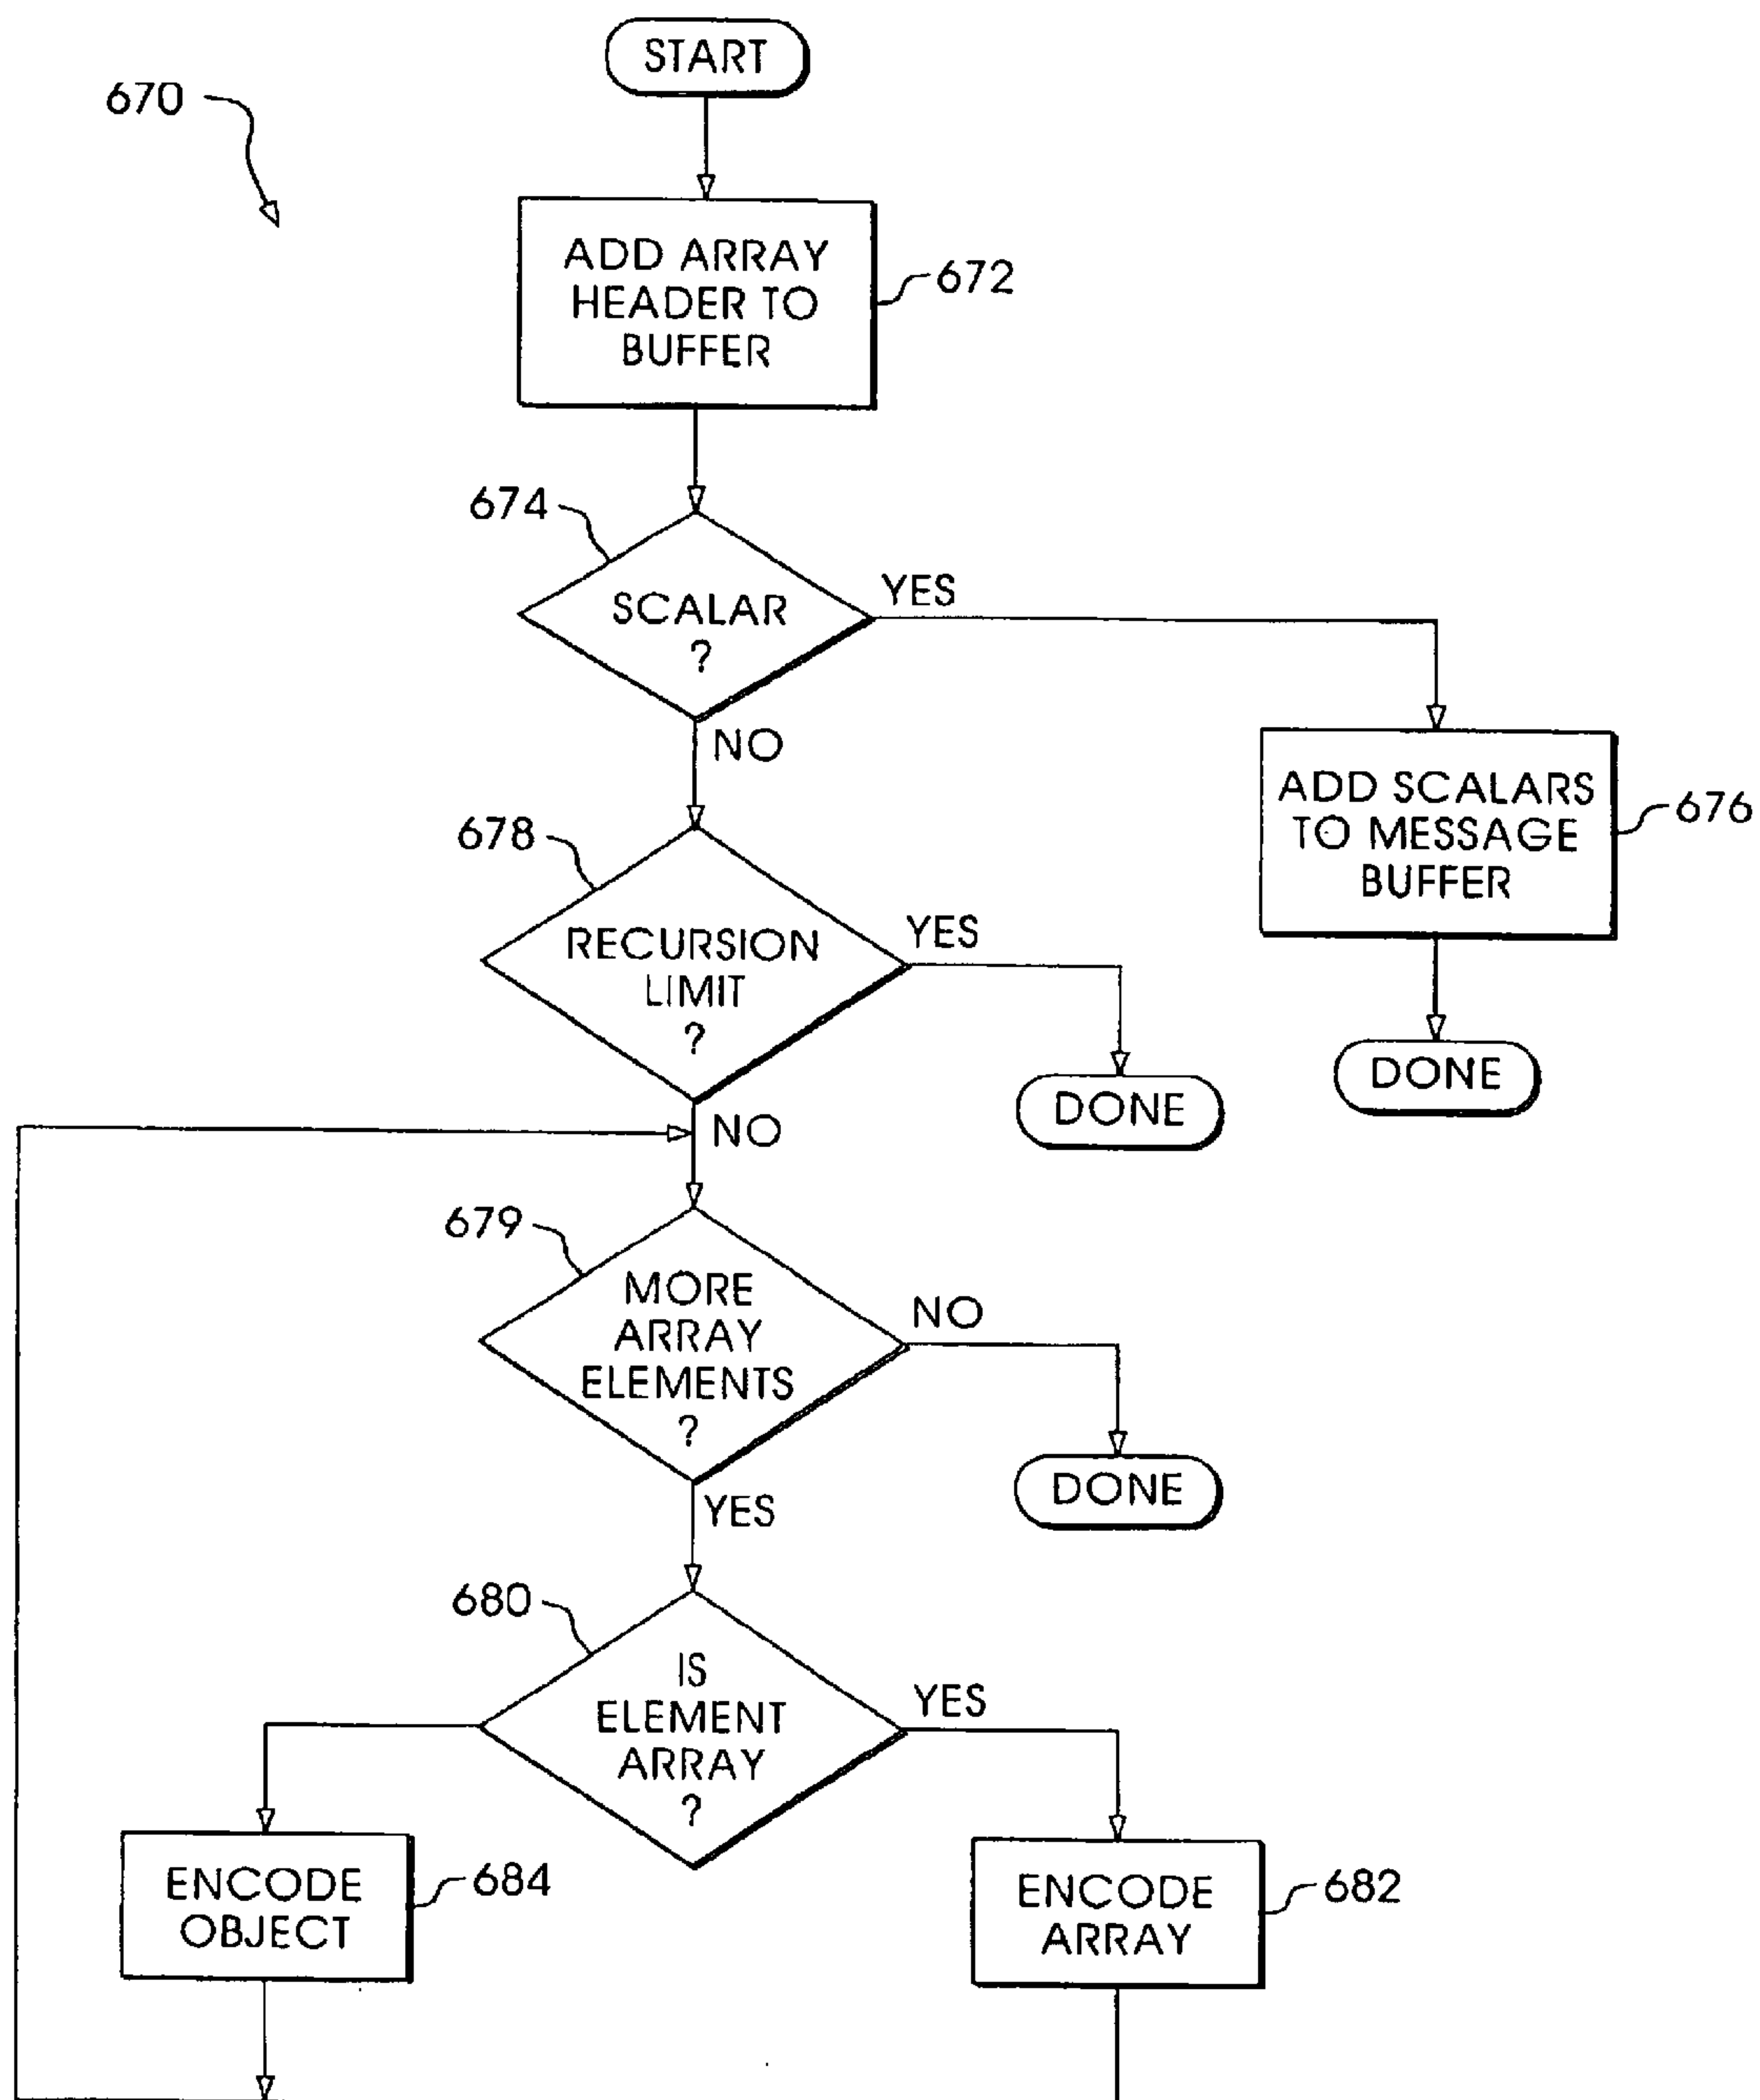 START
670
ADD ARRAY
HEADER TO
BUFFER
672
674
SCALAR
?
YES
NO
ADD SCALARS
TO MESSAGE
BUFFER
676
DONE
678
RECURSION
LIMIT
?
YES
DONE
NO
679
MORE
ARRAY
ELEMENTS
?
NO
DONE
YES
680
IS
ELEMENT
ARRAY
?
YES
ENCODE
OBJECT
684
ENCODE
ARRAY
682